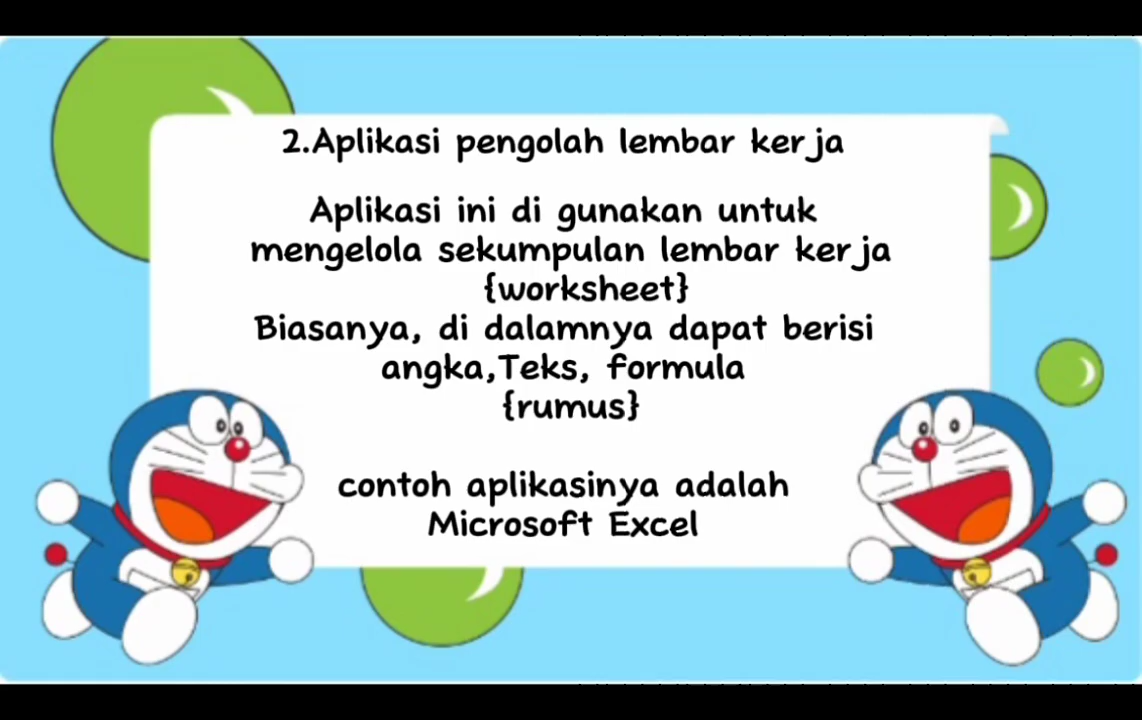 2.Aplikasi pengolah lembar kerja
Aplikasi ini di gunakan untuk
mengelola sekumpulan lembar kerja
{worksheet}
Biasanya, di dalamnya dapat berisi
angka,Teks, formula
{rumus}
contoh aplikasinya adalah
Microsoft Excel